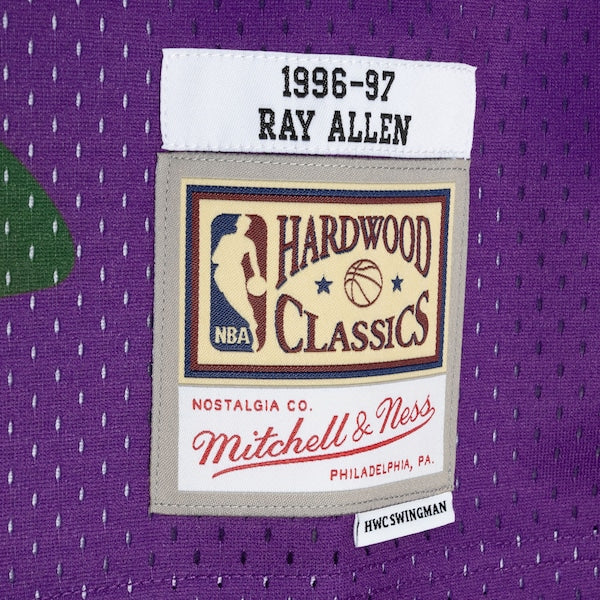 1996-97
RAY ALLEN
HARDWOOD
CLASSICS
NBA
NOSTALGIA CO.
Mitchell & Ness
PHILADELPHIA, PA.
HWC SWINGMAN